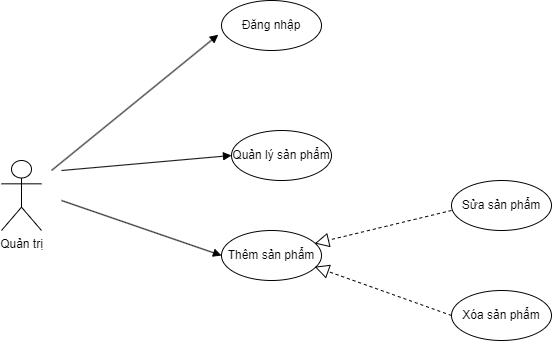 Đăng nhập
Quản lý sản phẩm
Sửa sản phẩm
Quản trị
Thêm sản phẩm
Xóa sản phẩm